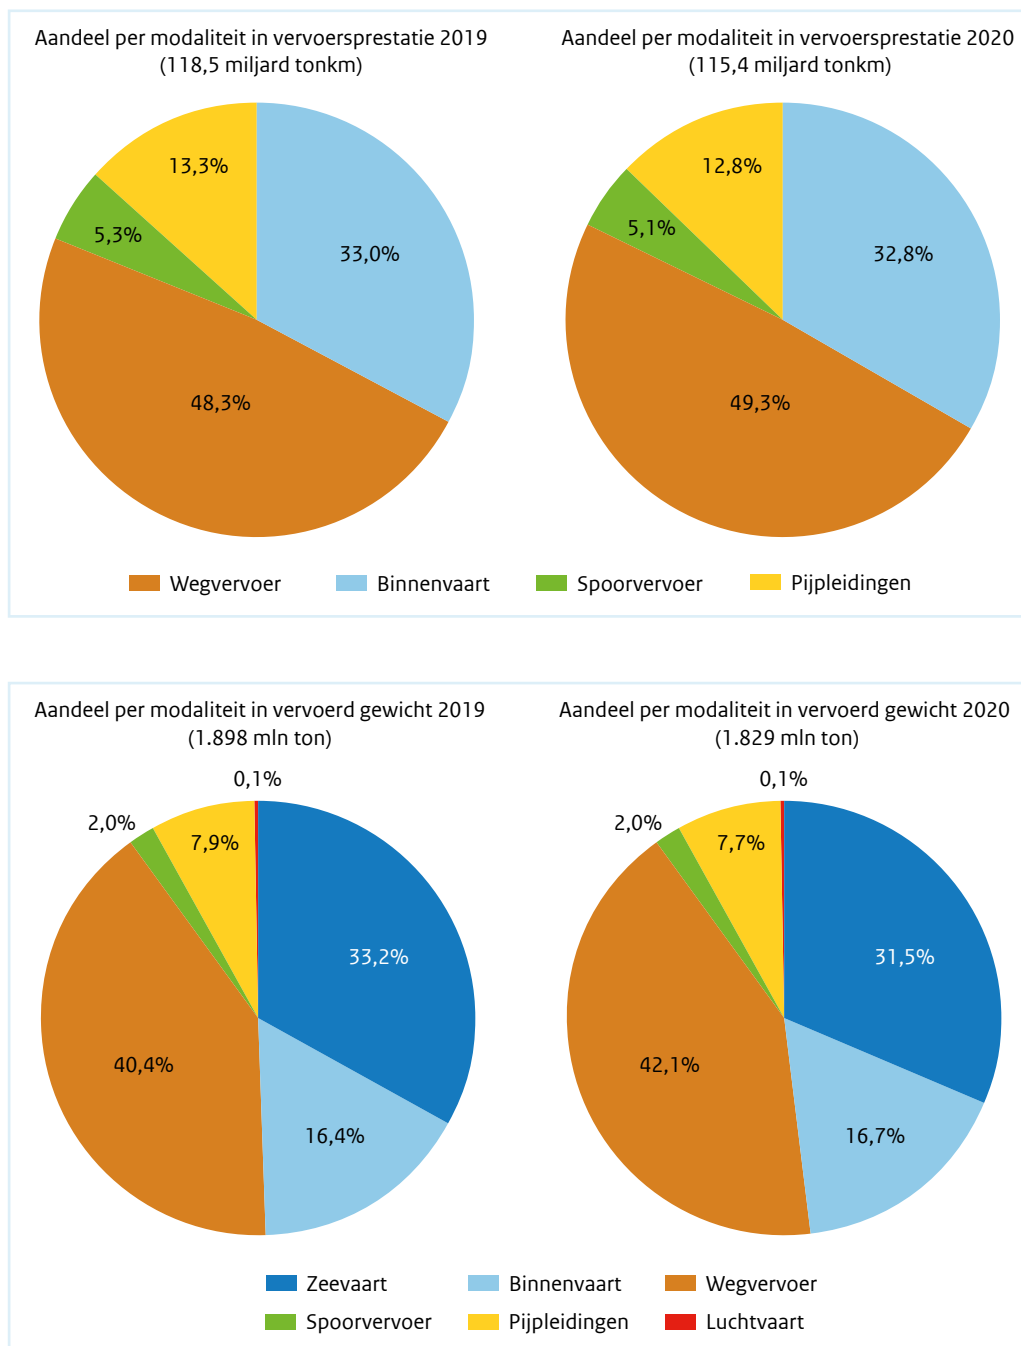 Aandeel per modaliteit in vervoersprestatie 2019
(118,5 miljard tonkm)
13,3%
5,3%
33,0%
48,3%
Aandeel per modaliteit in vervoersprestatie 2020
(115,4 miljard tonkm)
12,8%
5,1%
32,8%
49,3%
Wegvervoer
Binnenvaart
Spoorvervoer
Pijpleidingen
Aandeel per modaliteit in vervoerd gewicht 2019
(1.898 mln ton)
0,1%
2,0%
7,9%
33,2%
40,4%
16,4%
Aandeel per modaliteit in vervoerd gewicht 2020
(1.829 mln ton)
0,1%
2,0%
7,7%
31,5%
42,1%
16,7%
Zeevaart
Binnenvaart
Wegvervoer
Spoorvervoer
Pijpleidingen
Luchtvaart